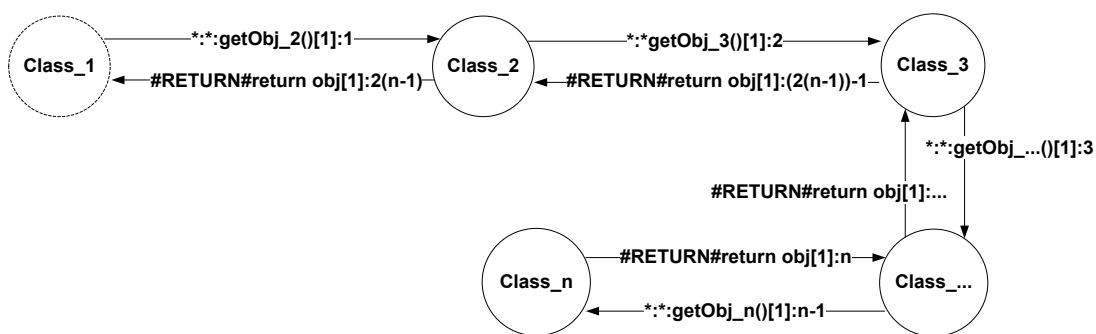 *:*:getObj_2()[1]:1
*:*getObj_3()[1]:2
Class_1
Class_2
Class_3
#RETURN#return obj[1]:2(n-1)
#RETURN#return obj[1]:(2(n-1))-1
*:*:getObj_...()[1]:3
#RETURN#return obj[1]:...
#RETURN#return obj[1]:n
Class_n
Class_...
*:*:getObj_n()[1]:n-1